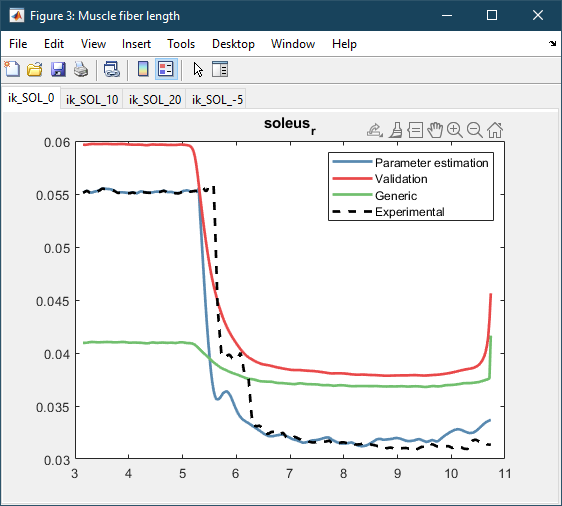 Figure 3: Muscle fiber length
File Edit View Insert Tools Desktop Window Help
ik_SOL_0 ik_SOL_10 ik_SOL_20 ik_SOL_-5
soleus_r
0.06
0.055
0.05
0.045
0.04
0.035
0.03
Parameter estimation
Validation
Generic
Experimental
3 4 5 6 7 8 9 10 11